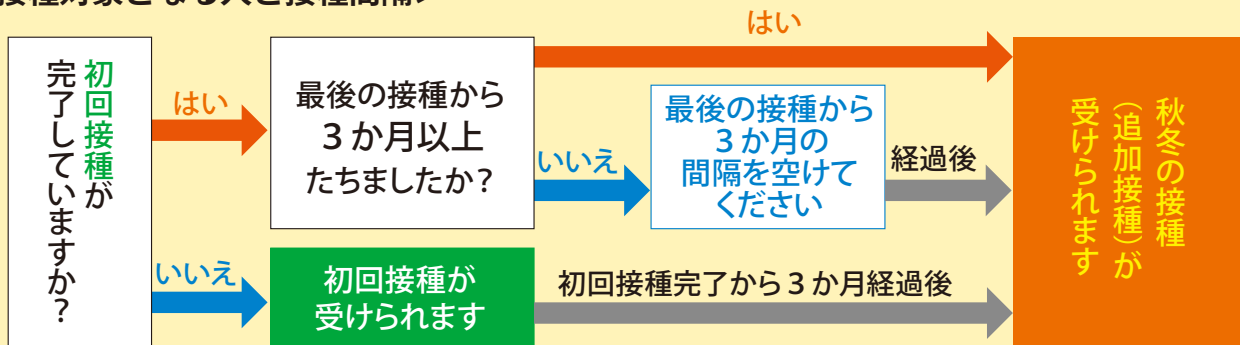 接種対象となる人と接種間隔>
初回接種が
完了していますか?
はい
最後の接種から
3か月以上
たちましたか?
はい
いいえ
最後の接種から
3か月の
間隔を空けて
ください
経過後
いいえ
初回接種が
受けられます
初回接種完了から3か月経過後
秋冬の接種
(追加接種)が
受けられます